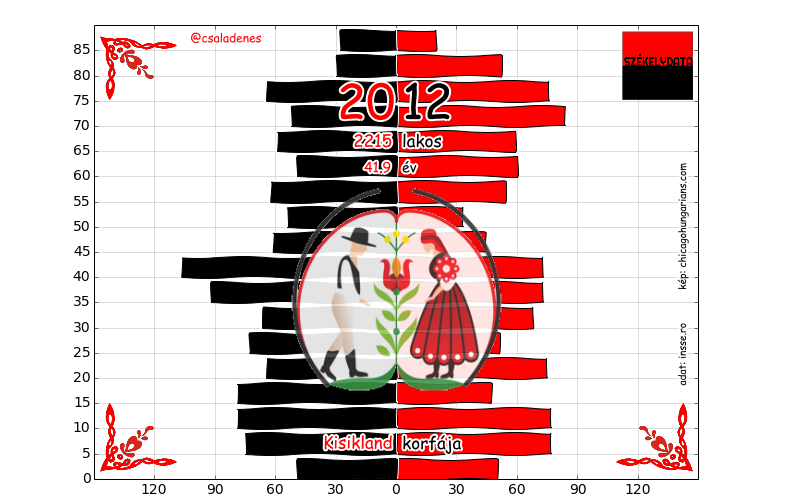 @csaladenes
SZÉKELYDATA
2012
2215 lakos
41,9 év
kép: chicagohungarians.com
adat: insse.ro
Kisikland korfája
85
80
75
70
65
60
55
50
45
40
35
30
25
20
15
10
5
0
120 90 60 30 0 30 60 90 120